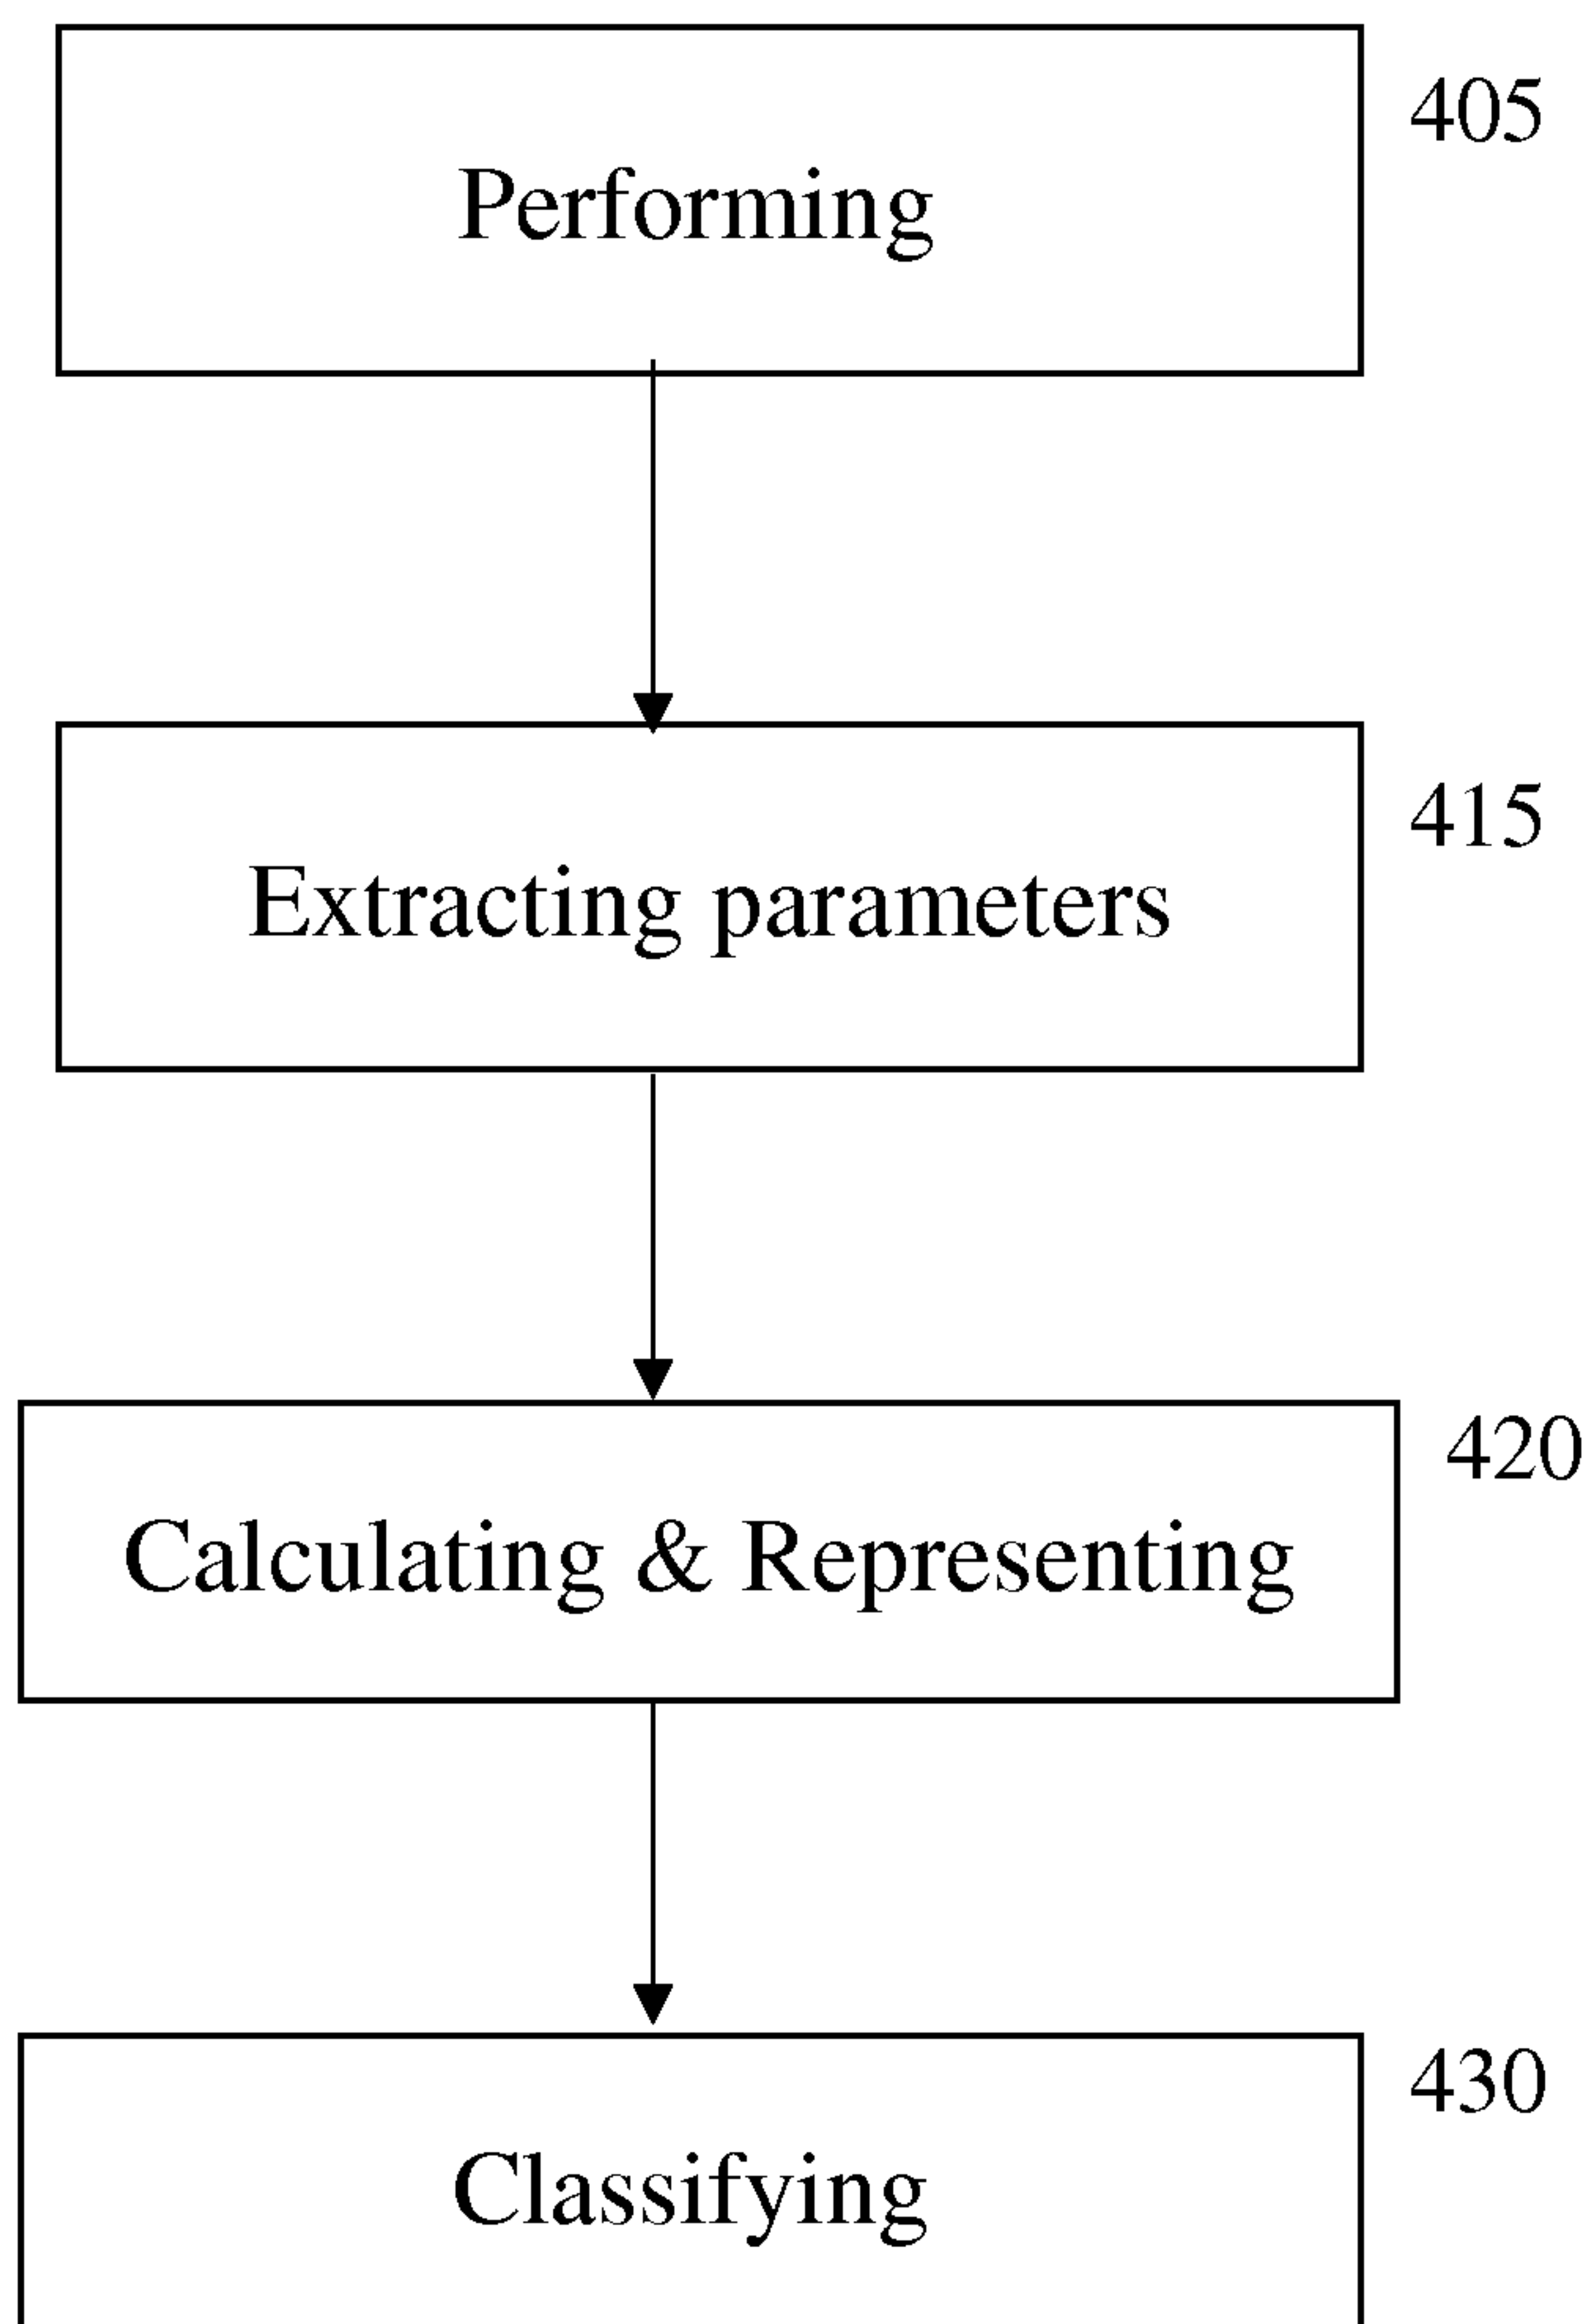 405
Performing
415
Extracting parameters
420
Calculating & Representing
430
Classifying